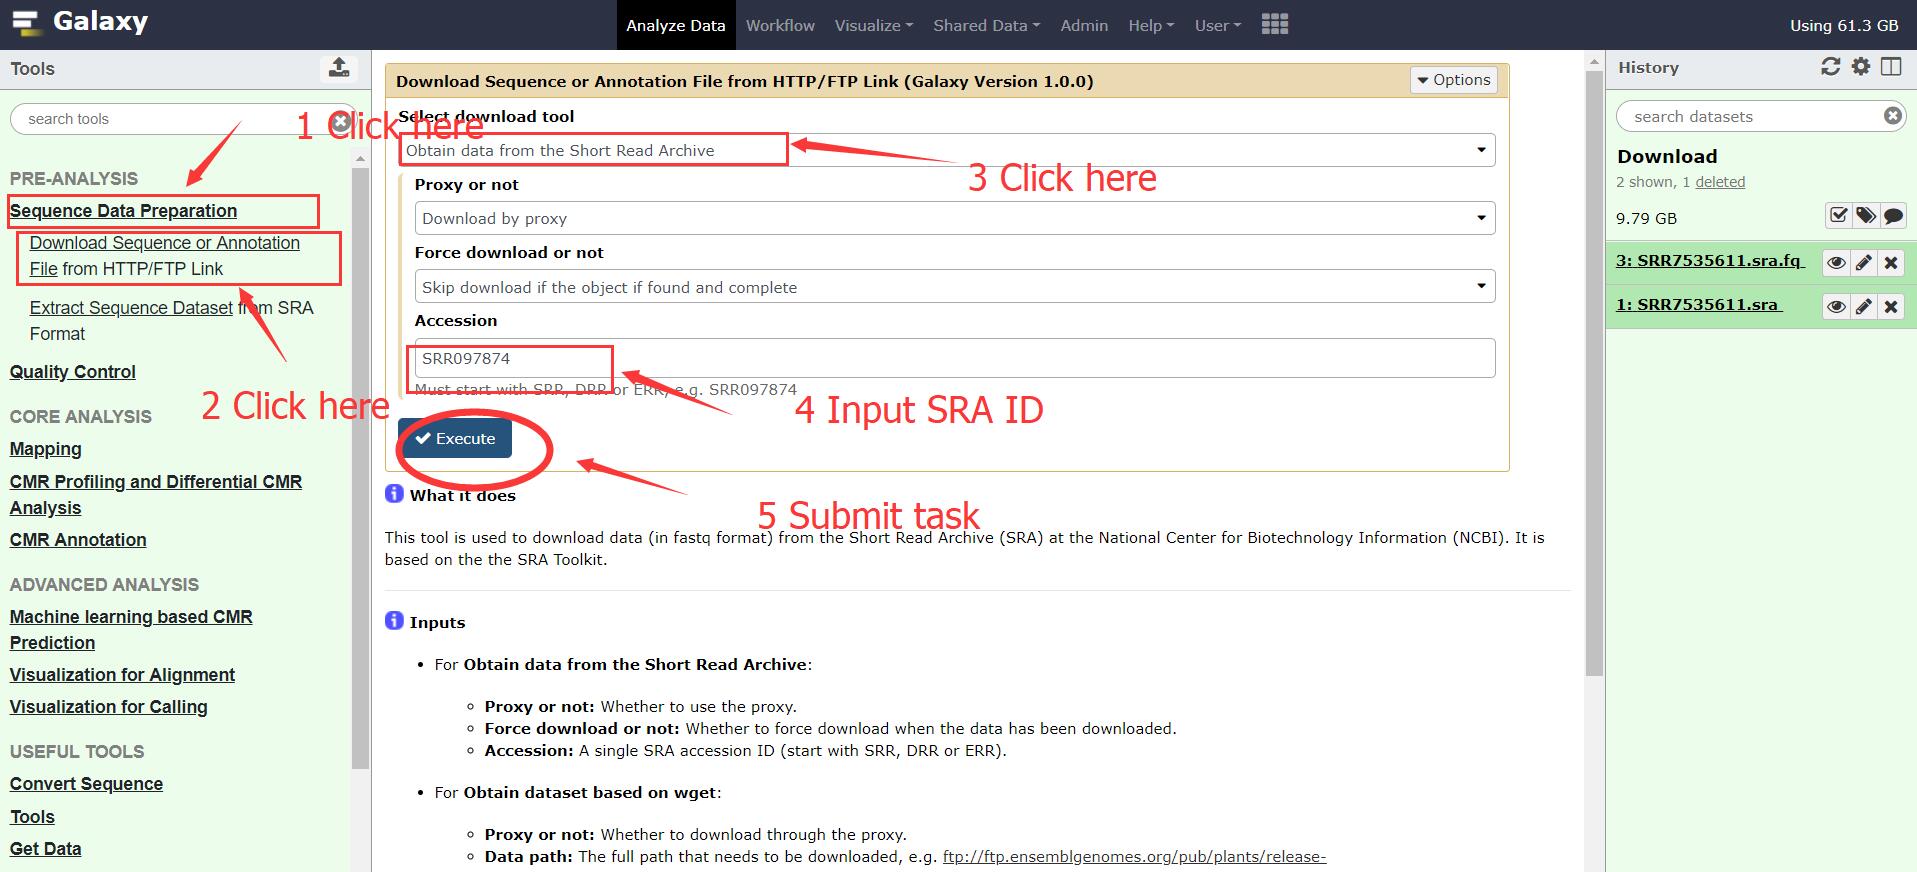 Galaxy
Analyze Data Workflow Visualize Shared Data Admin Help User
Using 61.3 GB
Tools
search tools
1 Click here
PRE-ANALYSIS
Sequence Data Preparation
Download Sequence or Annotation
File from HTTP/FTP Link
Extract Sequence Dataset from SRA
Format
Quality Control
2 Click here
CORE ANALYSIS
Mapping
CMR Profiling and Differential CMR
Analysis
CMR Annotation
ADVANCED ANALYSIS
Machine learning based CMR
Prediction
Visualization for Alignment
Visualization for Calling
USEFUL TOOLS
Convert Sequence
Tools
Get Data
Download Sequence or Annotation File from HTTP/FTP Link (Galaxy Version 1.0.0)
Options
Select download tool
Obtain data from the Short Read Archive
3 Click here
Proxy or not
Download by proxy
Force download or not
Skip download if the object if found and complete
Accession
SRR097874
Must start with SRR, DRR or ERR, e.g. SRR097874
4 Input SRA ID
Execute
5 Submit task
What it does
This tool is used to download data (in fastq format) from the Short Read Archive (SRA) at the National Center for Biotechnology Information (NCBI). It is
based on the the SRA Toolkit.
Inputs
• For Obtain data from the Short Read Archive:
◦ Proxy or not: Whether to use the proxy.
◦ Force download or not: Whether to force download when the data has been downloaded.
◦ Accession: A single SRA accession ID (start with SRR, DRR or ERR).
• For Obtain dataset based on wget:
◦ Proxy or not: Whether to download through the proxy.
◦ Data path: The full path that needs to be downloaded, e.g. ftp://ftp.ensemblgenomes.org/pub/plants/release-
History
search datasets
Download
2 shown, 1 deleted
9.79 GB
3: SRR7535611.sra.fq
1: SRR7535611.sra